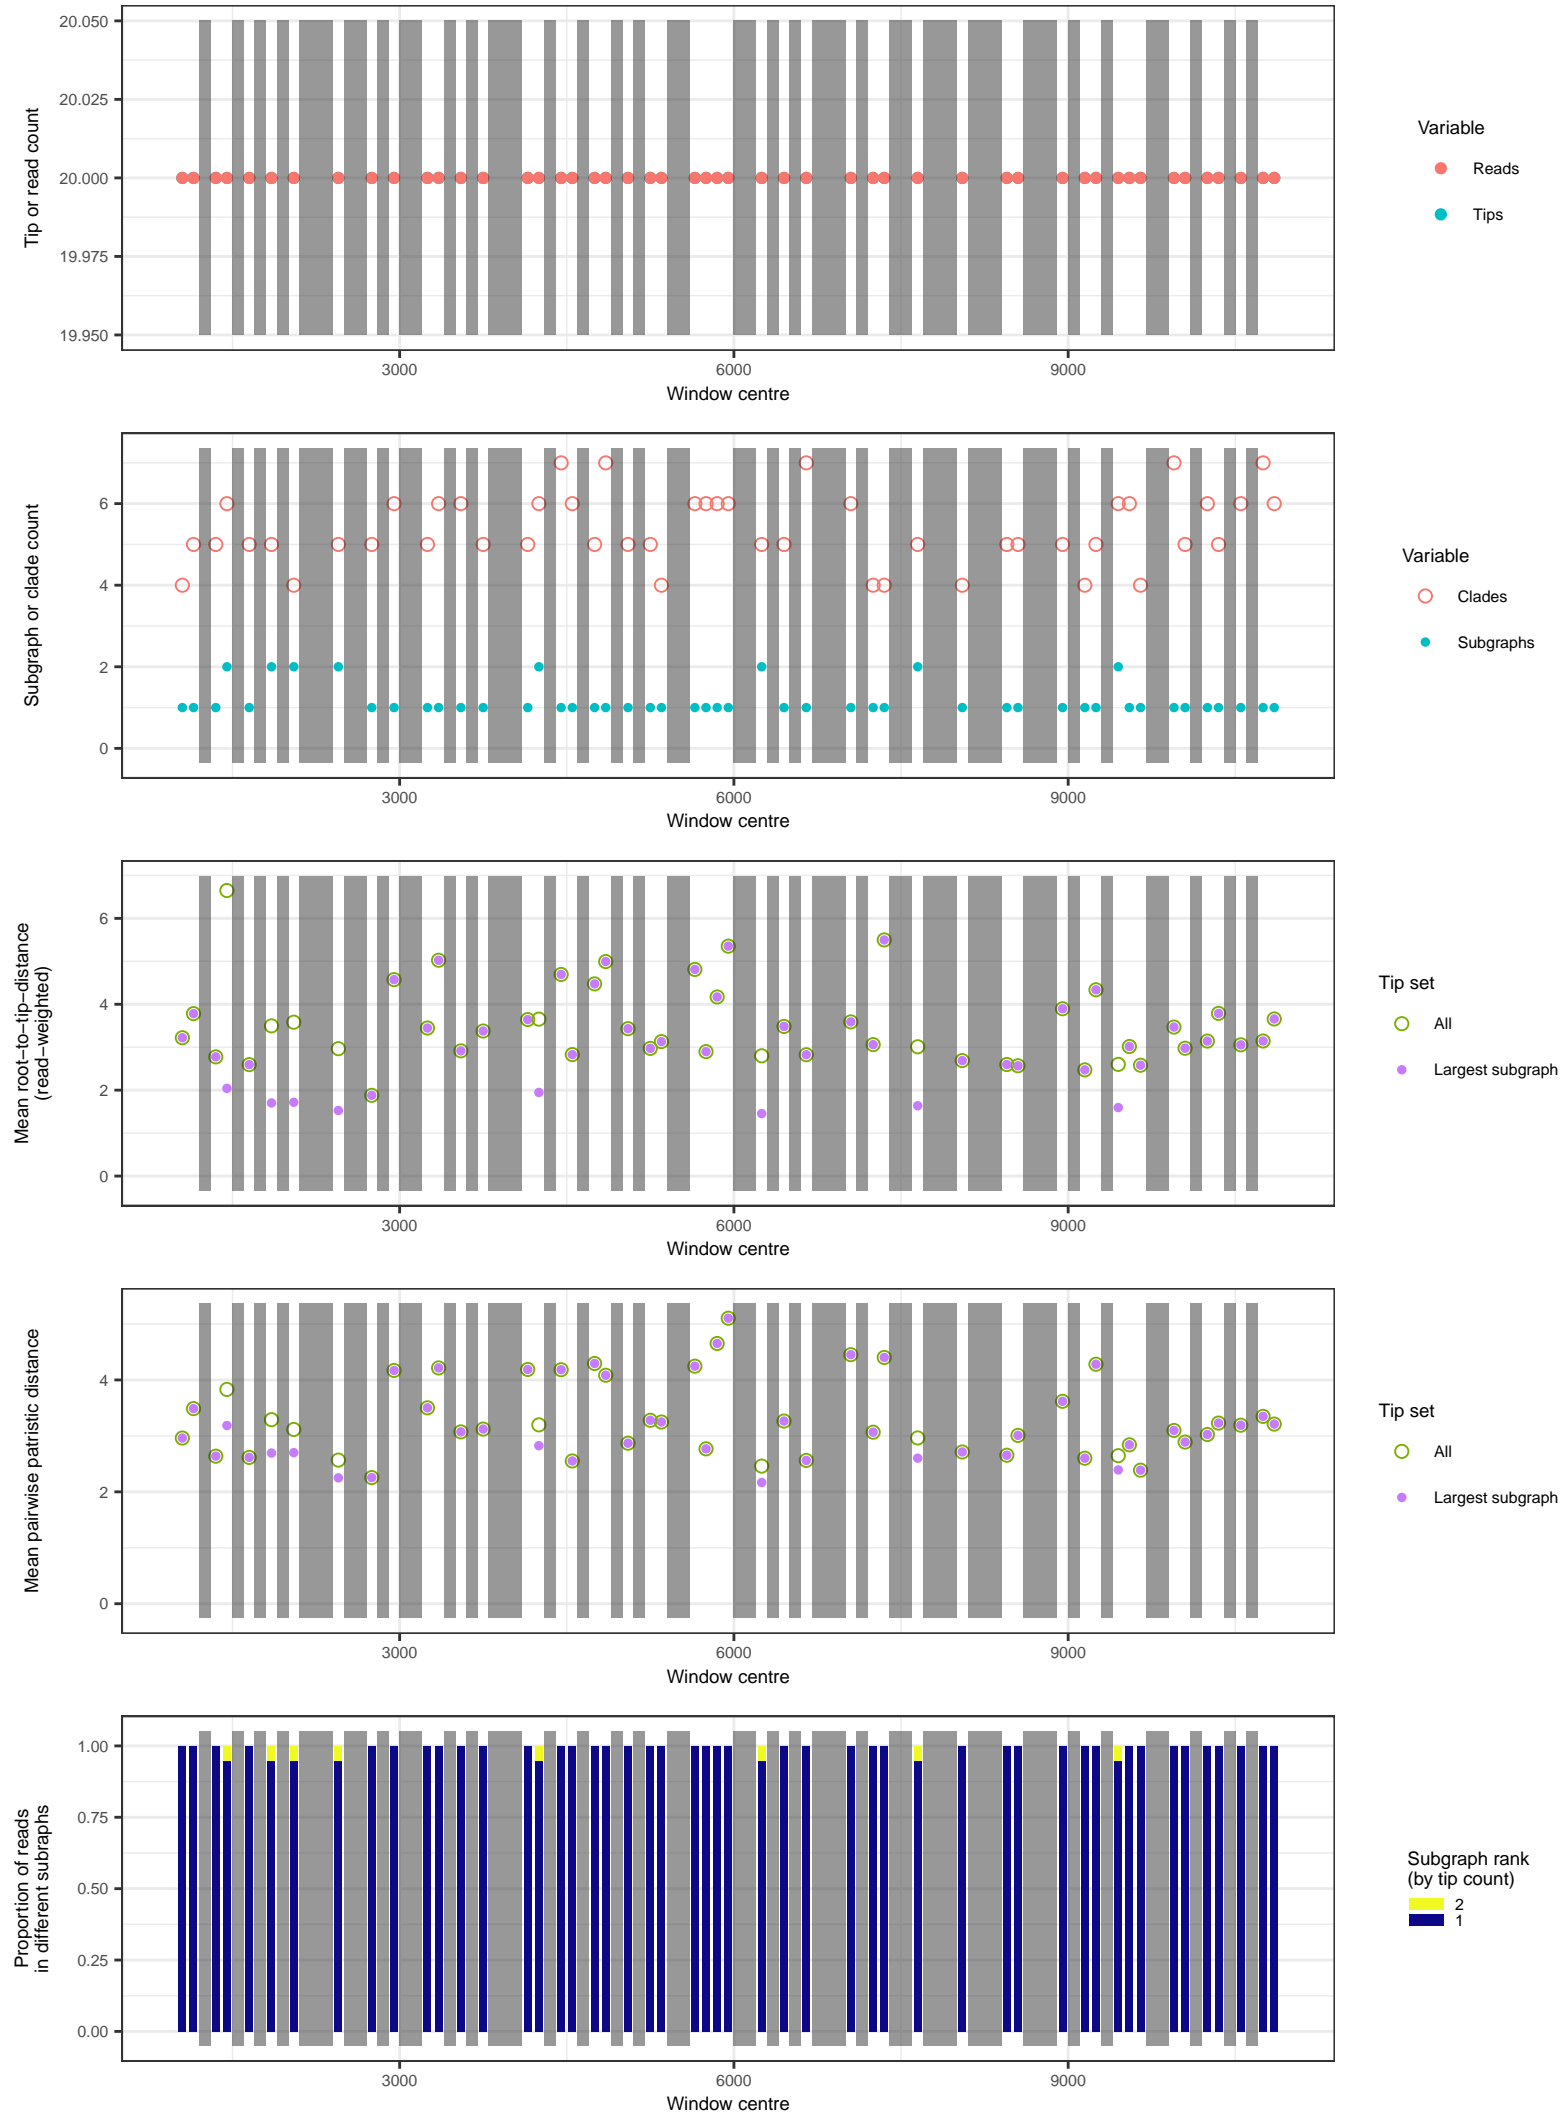 20.050
20.025
20.000
19.975
19.950
Tip or read count
3000
6000
9000
Window centre
Variable
Reads
Tips
6
4
2
0
Subgraph or clade count
3000
6000
9000
Window centre
Variable
Clades
Subgraphs
6
4
2
0
Mean root−to−tip−distance
(read−weighted)
3000
6000
9000
Window centre
Tip set
All
Largest subgraph
4
2
0
Mean pairwise patristic distance
3000
6000
9000
Window centre
Tip set
All
Largest subgraph
1.00
0.75
0.50
0.25
0.00
Proportion of reads
in different subraphs
3000
6000
9000
Window centre
Subgraph rank
(by tip count)
2
1